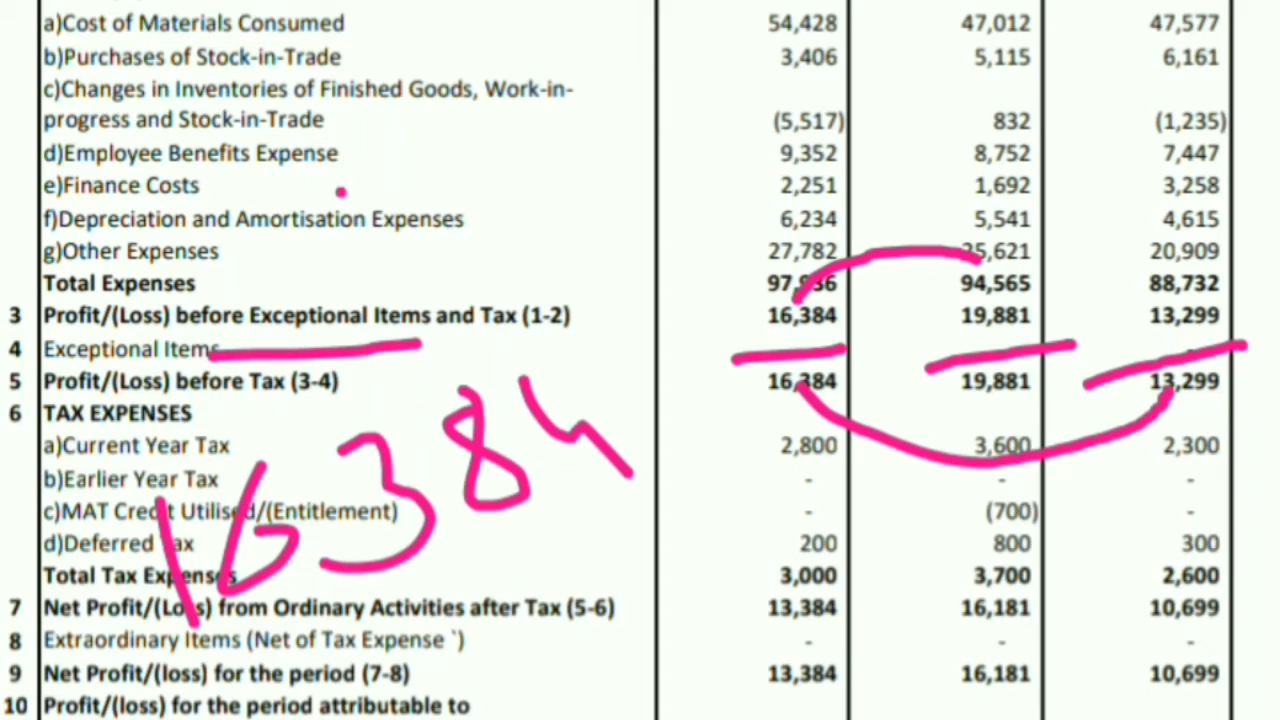 a)Cost of Materials Consumed 54,428 47,012 47,577
b)Purchases of Stock-in-Trade 3,406 5,115 6,161
c)Changes in Inventories of Finished Goods, Work-in-
progress and Stock-in-Trade (5,517) 832 (1,235)
d)Employee Benefits Expense 9,352 8,752 7,447
e)Finance Costs 2,251 1,692 3,258
f)Depreciation and Amortisation Expenses 6,234 5,541 4,615
g)Other Expenses 27,782 25,621 20,909
Total Expenses 97,936 94,565 88,732
3 Profit/(Loss) before Exceptional Items and Tax (1-2) 16,384 19,881 13,299
4 Exceptional Items
5 Profit/(Loss) before Tax (3-4) 16,384 19,881 13,299
6 TAX EXPENSES
16384
a)Current Year Tax 2,800 3,600 2,300
b)Earlier Year Tax - - -
c)MAT Credit Utilised/(Entitlement) - (700) -
d)Deferred Tax 200 800 300
Total Tax Expenses 3,000 3,700 2,600
7 Net Profit/(Loss) from Ordinary Activities after Tax (5-6) 13,384 16,181 10,699
8 Extraordinary Items (Net of Tax Expense `) - - -
9 Net Profit/(loss) for the period (7-8) 13,384 16,181 10,699
10 Profit/(loss) for the period attributable to